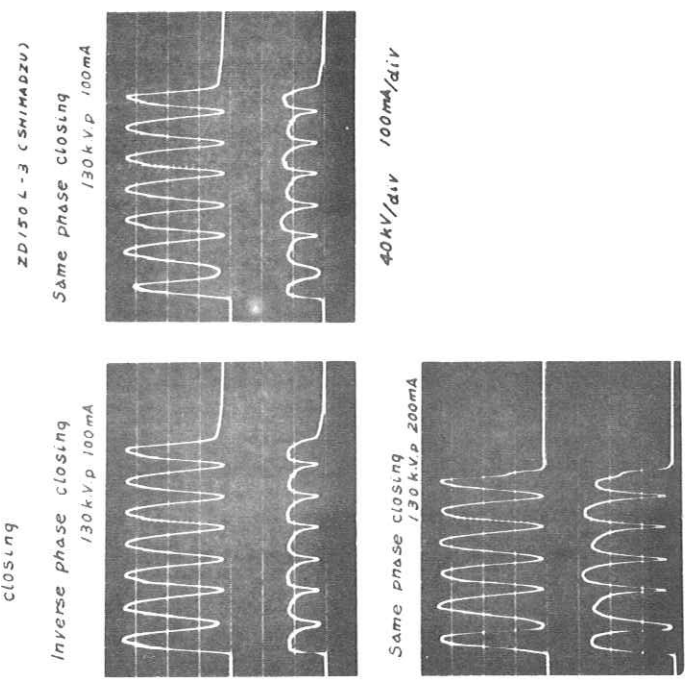 closing
Inverse phase closing
130 k.V.p 100mA
ZD150L-3 (SHIMADZU)
Same phase closing
130 k.V.p 100mA
Same phase closing
130 k.V.p 200mA
40kV/div 100mA/div